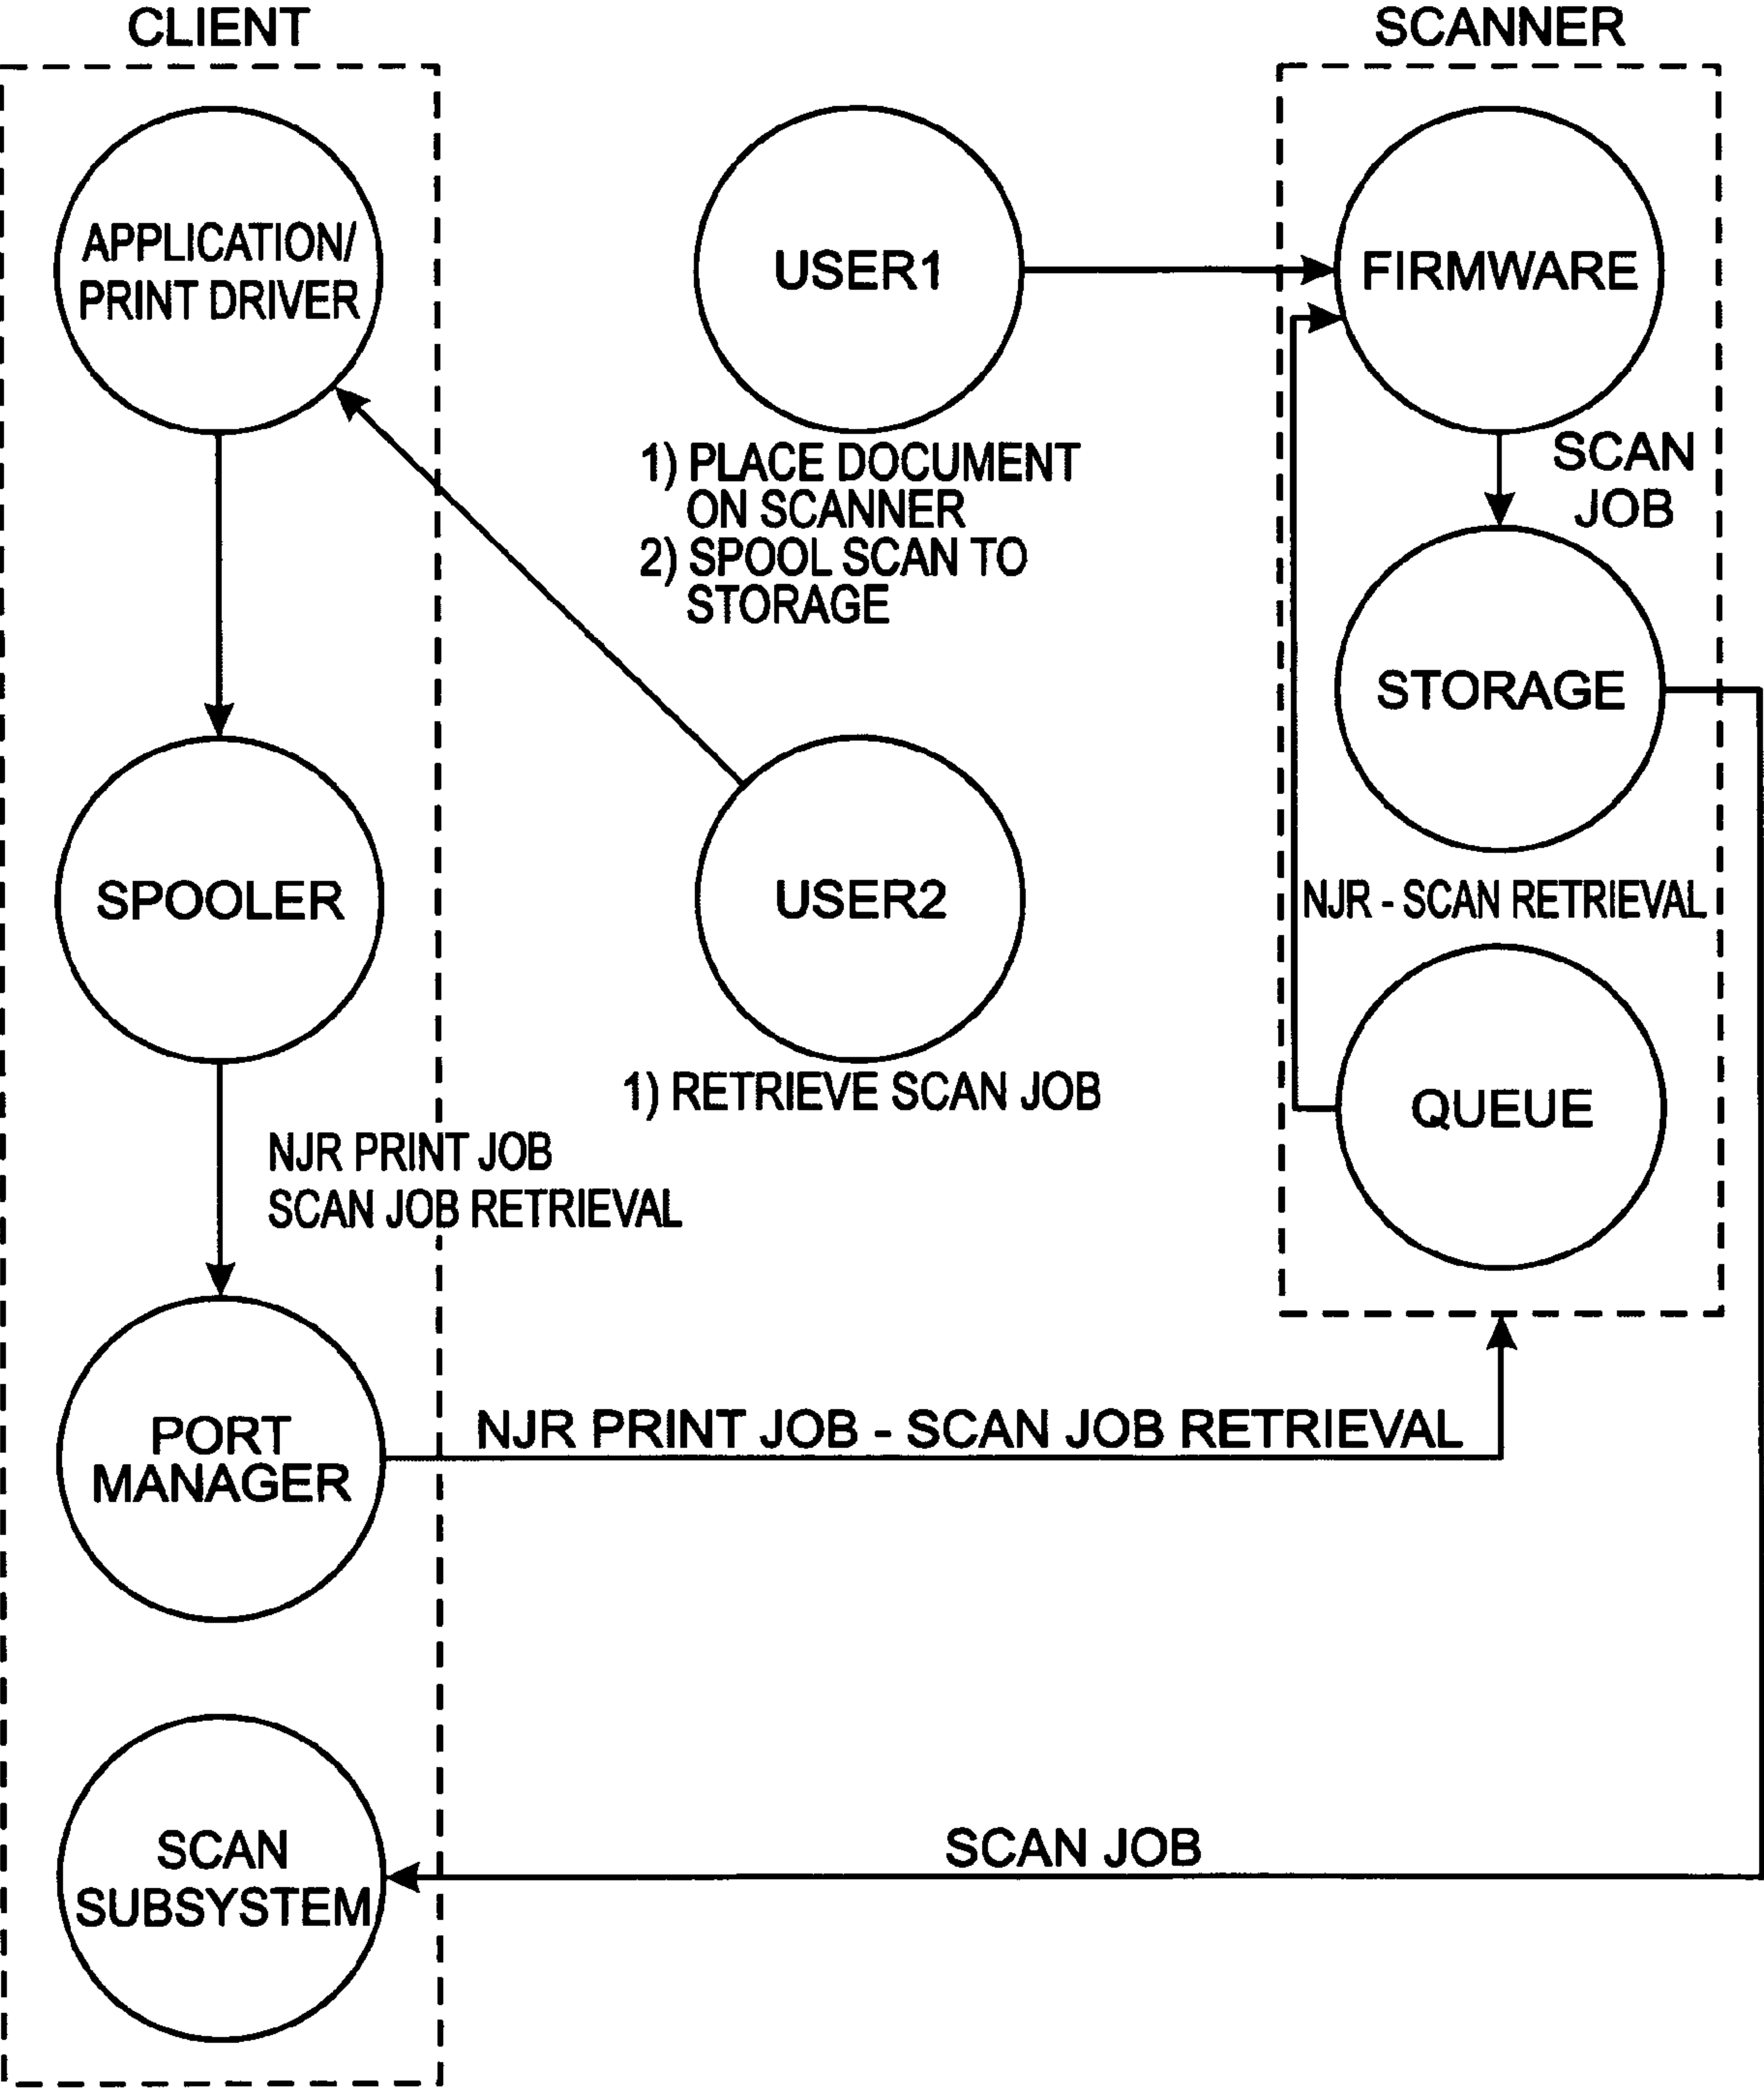 CLIENT
SCANNER
APPLICATION/
PRINT DRIVER
USER1
FIRMWARE
1) PLACE DOCUMENT
ON SCANNER
2) SPOOL SCAN TO
STORAGE
SCAN
JOB
STORAGE
SPOOLER
USER2
NJR - SCAN RETRIEVAL
1) RETRIEVE SCAN JOB
QUEUE
NJR PRINT JOB
SCAN JOB RETRIEVAL
PORT
MANAGER
NJR PRINT JOB - SCAN JOB RETRIEVAL
SCAN
SUBSYSTEM
SCAN JOB